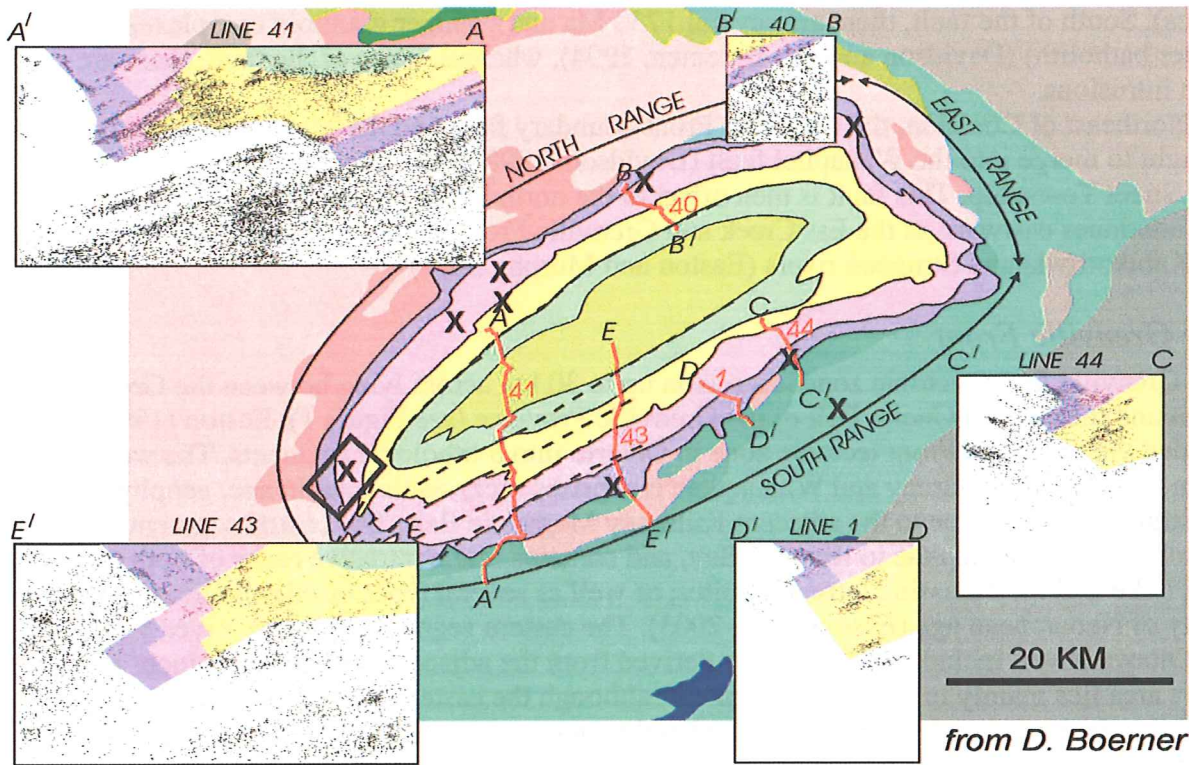 A' LINE 41 A
B' 40 B
NORTH RANGE
EAST RANGE
B X
40
B'
X
X
X
X
A
41
E
C
44
X
C'
D
1
D'
X
43
X
E'
A'
X
SOUTH RANGE
C' LINE 44 C
E' LINE 43 E
D' LINE 1 D
20 KM
from D. Boerner